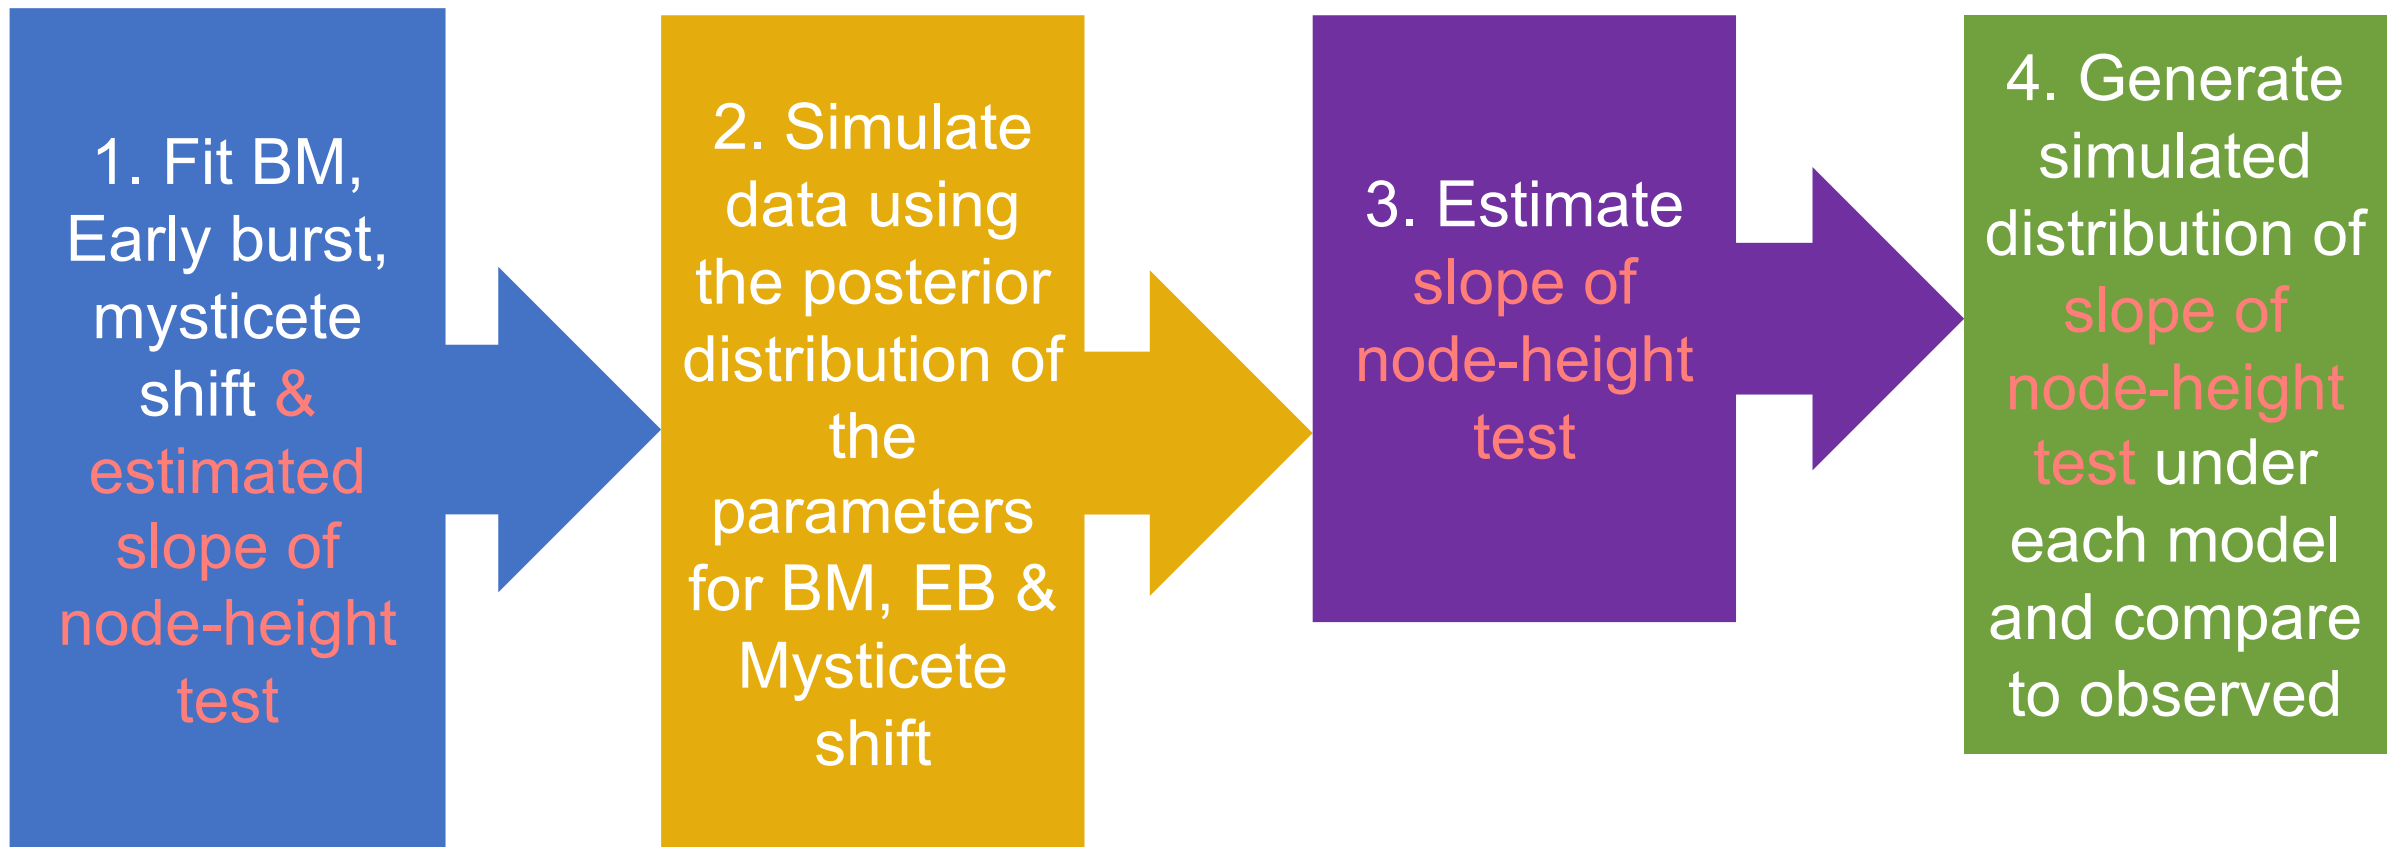 1. Fit BM,
Early burst,
mysticete
shift &
estimated
slope of
node-height
test
2. Simulate
data using
the posterior
distribution of
the
parameters
for BM, EB &
Mysticete
shift
3. Estimate
slope of
node-height
test
4. Generate
simulated
distribution of
slope of
node-height
test under
each model
and compare
to observed